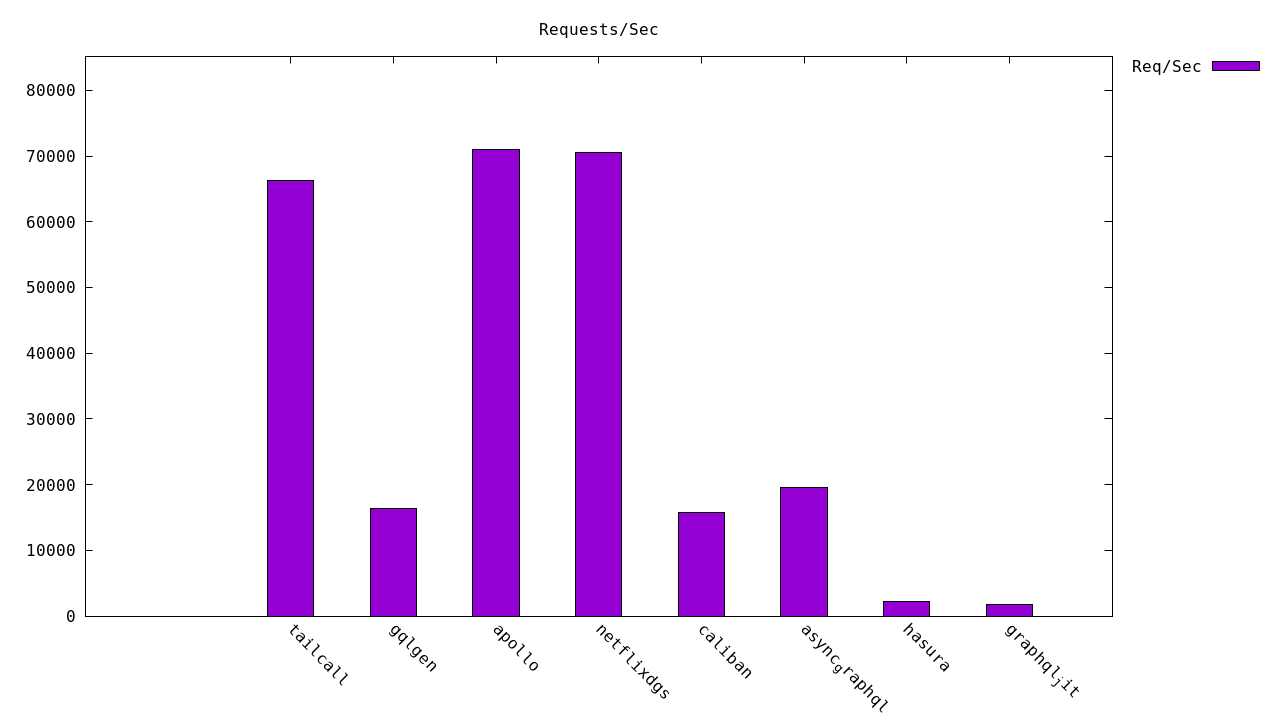 Requests/Sec
Req/Sec
80000
70000
60000
50000
40000
30000
20000
10000
0
tailcall
gqlgen
apollo
netflixdgs
caliban
asyncgraphql
hasura
graphqljit